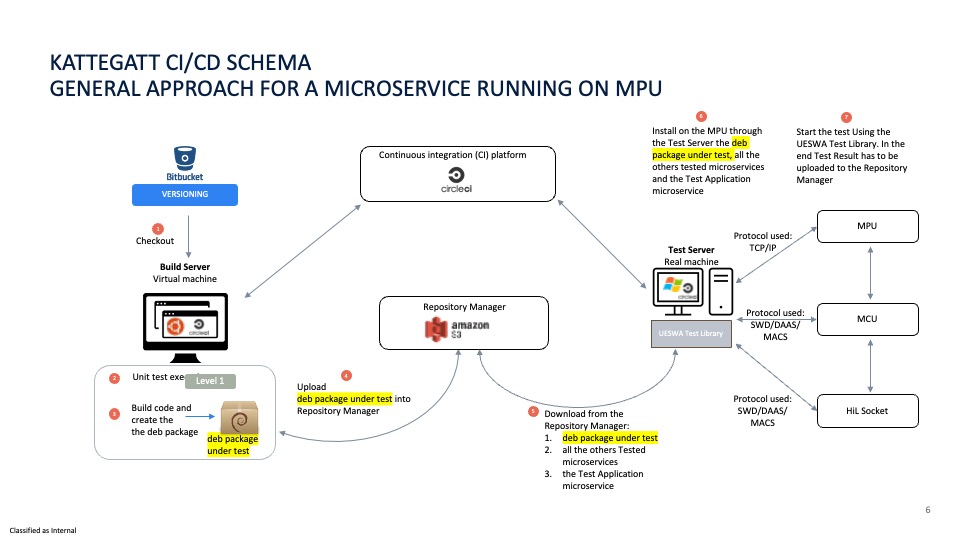 KATTEGATT CI/CD SCHEMA
GENERAL APPROACH FOR A MICROSERVICE RUNNING ON MPU
6
Install on the MPU through
the Test Server the deb
package under test, all the
others tested microservices
and the Test Application
microservice
7
Start the test Using the
UESWA Test Library. In the
end Test Result has to be
uploaded to the Repository
Manager
Bitbucket
VERSIONING
Continuous integration (CI) platform
circleci
1
Checkout
Build Server
Virtual machine
circleci
Test Server
Real machine
circleci
UESWA Test Library
Protocol used:
TCP/IP
MPU
Protocol used:
SWD/DAAS/
MACS
MCU
Protocol used:
SWD/DAAS/
MACS
HiL Socket
Repository Manager
amazon
S3
2
Unit test exe
Level 1
3
Build code and
create the
the deb package
deb package
under test
4
Upload
deb package under test into
Repository Manager
5
Download from the
Repository Manager:
1. deb package under test
2. all the others Tested
microservices
3. the Test Application
microservice
6
Classified as Internal